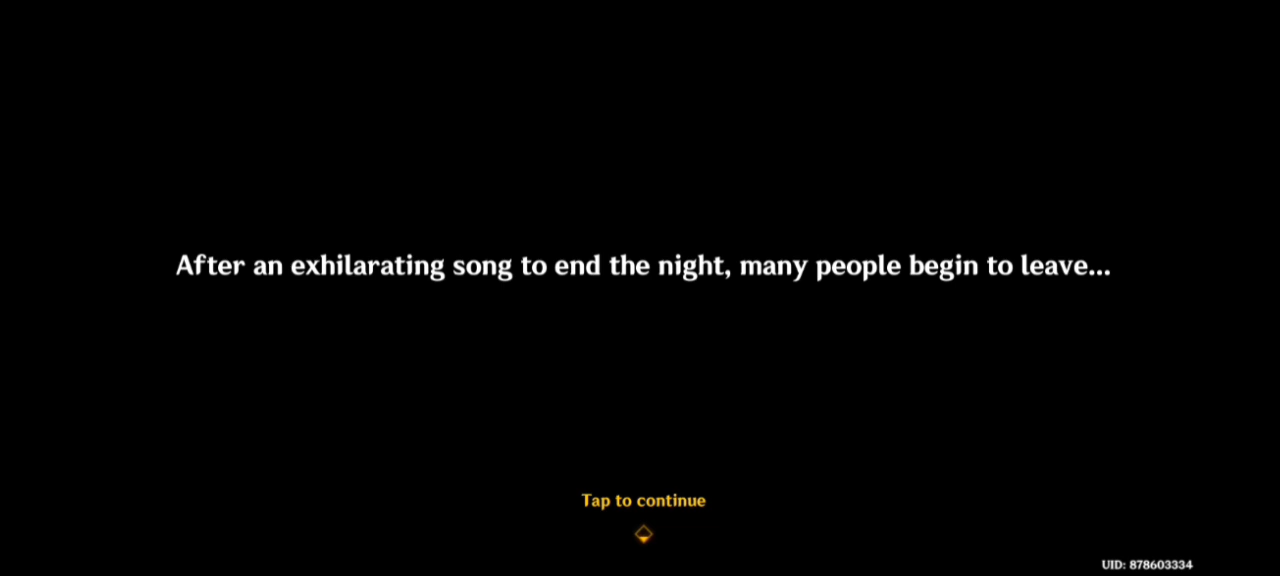 After an exhilarating song to end the night, many people begin to leave...
Tap to continue
UID: 878603334